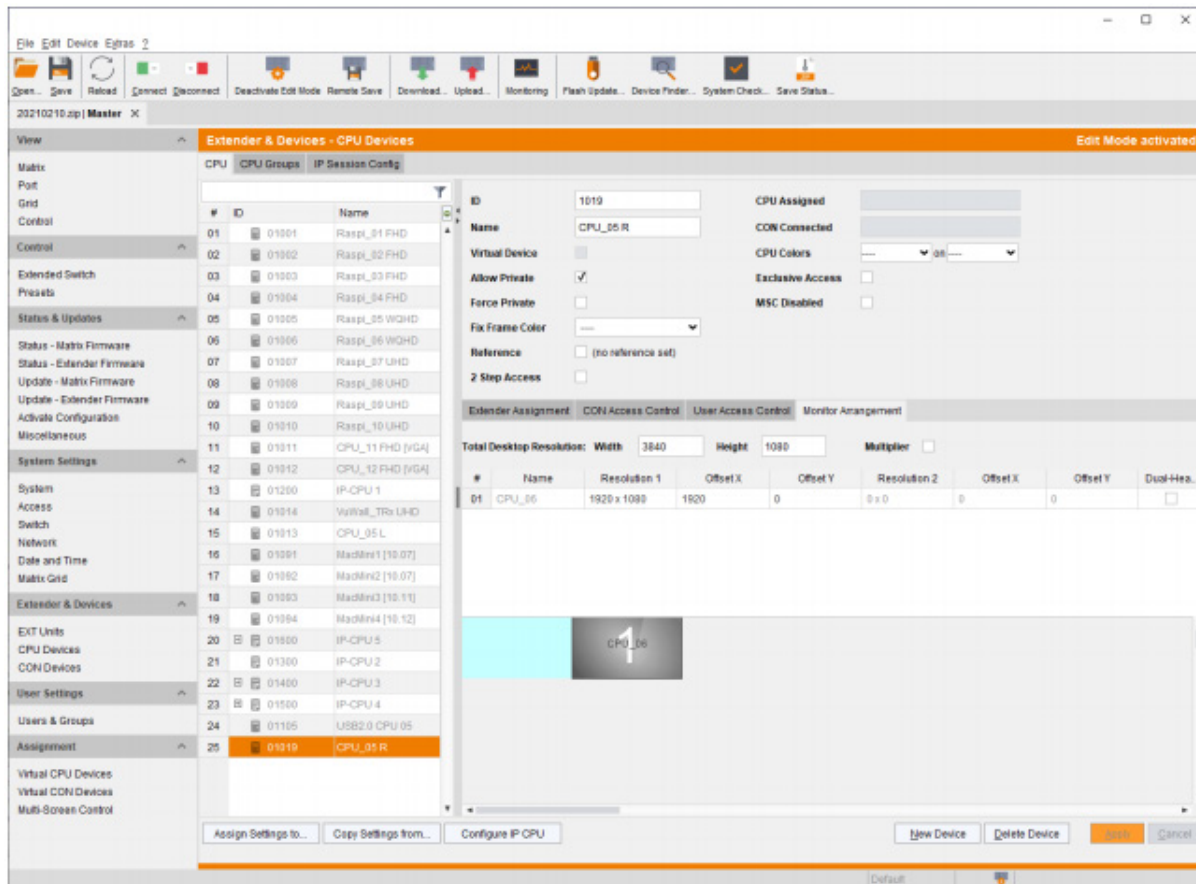 File Edit Device Extras ?
Open... Save Reload Connect Disconnect Deactivate Edit Mode Remote Save Download... Upload... Monitoring Flash Update... Device Finder... System Check... Save Status...
20210210.zip | Master X
View
Matrix
Port
Grid
Control
Control
Extended Switch
Presets
Status & Updates
Status - Matrix Firmware
Status - Extender Firmware
Update - Matrix Firmware
Update - Extender Firmware
Activate Configuration
Miscellaneous
System Settings
System
Access
Switch
Network
Date and Time
Matrix Grid
Extender & Devices
EXT Units
CPU Devices
CON Devices
User Settings
Users & Groups
Assignment
Virtual CPU Devices
Virtual CON Devices
Multi-Screen Control
Extender & Devices - CPU Devices Edit Mode activated
CPU CPU Groups IP Session Config
# ID Name
01 01001 Raspi_01 FHD
02 01002 Raspi_02 FHD
03 01003 Raspi_03 FHD
04 01004 Raspi_04 FHD
05 01005 Raspi_05 WQHD
06 01006 Raspi_06 WQHD
07 01007 Raspi_07 UHD
08 01008 Raspi_08 UHD
09 01009 Raspi_09 UHD
10 01010 Raspi_10 UHD
11 01011 CPU_11 FHD [VGA]
12 01012 CPU_12 FHD [VGA]
13 01200 IP-CPU 1
14 01014 VuWall_TRx UHD
15 01013 CPU_05 L
16 01091 MacMini1 [10.07]
17 01092 MacMini2 [10.07]
18 01093 MacMini3 [10.11]
19 01094 MacMini4 [10.12]
20 01600 IP-CPU 5
21 01300 IP-CPU 2
22 01400 IP-CPU 3
23 01500 IP-CPU 4
24 01105 USB2.0 CPU 05
25 01019 CPU_05 R
ID 1019 CPU Assigned
Name CPU_05 R CON Connected
Virtual Device CPU Colors ---- on ----
Allow Private Exclusive Access
Force Private MSC Disabled
Fix Frame Color ----
Reference (no reference set)
2 Step Access
Extender Assignment CON Access Control User Access Control Monitor Arrangement
Total Desktop Resolution: Width 3840 Height 1080 Multiplier
# Name Resolution 1 Offset X Offset Y Resolution 2 Offset X Offset Y Dual-Hea...
01 CPU_06 1920 x 1080 1920 0 0 x 0 0 0
1
CPU_06
Assign Settings to... Copy Settings from... Configure IP CPU New Device Delete Device Apply Cancel
Default